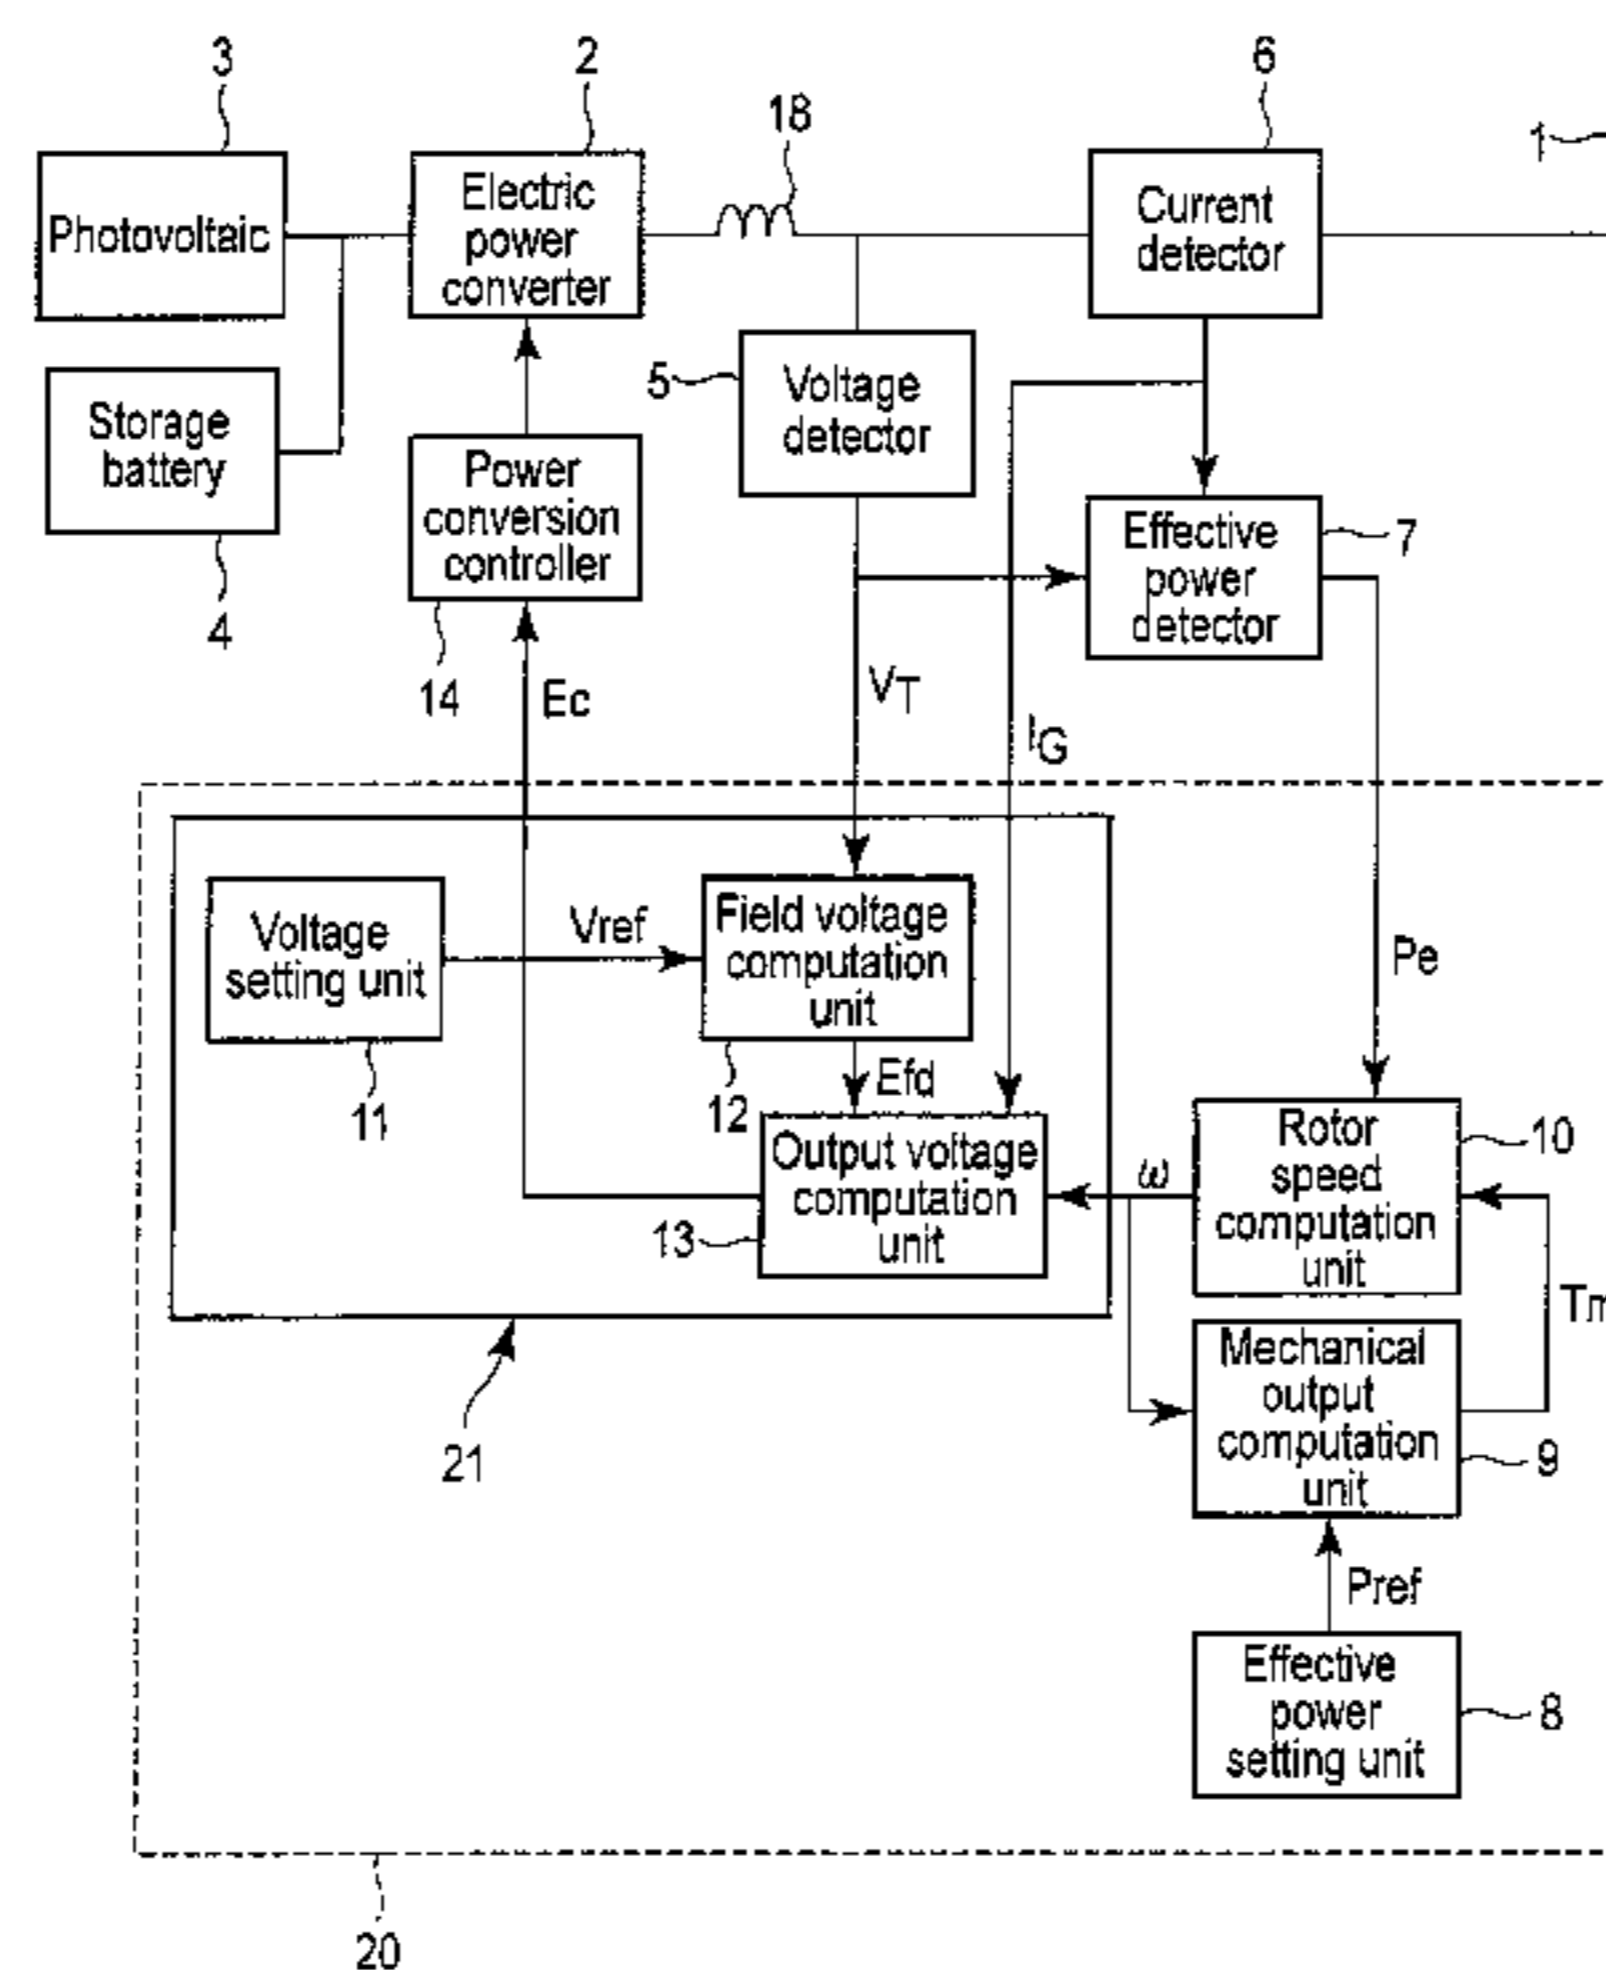 3
2
18
6
1
Photovoltaic
Electric
power
converter
Current
detector
5
Voltage
detector
Storage
battery
4
Power
conversion
controller
14
Effective
power
detector
7
Ec
VT
IG
Voltage
setting unit
11
Vref
Field voltage
computation
unit
12
Pe
Efd
Output voltage
computation
unit
13
ω
Rotor
speed
computation
unit
10
21
Mechanical
output
computation
unit
9
Pref
Effective
power
setting unit
8
20